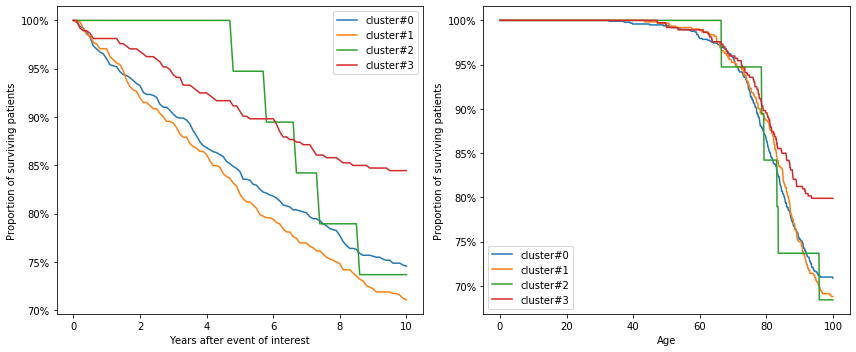 Proportion of surviving patients
100%
95%
90%
85%
80%
75%
70%
0
2
4
6
8
10
Years after event of interest
cluster#0
cluster#1
cluster#2
cluster#3
Proportion of surviving patients
100%
95%
90%
85%
80%
75%
70%
0
20
40
60
80
100
Age
cluster#0
cluster#1
cluster#2
cluster#3